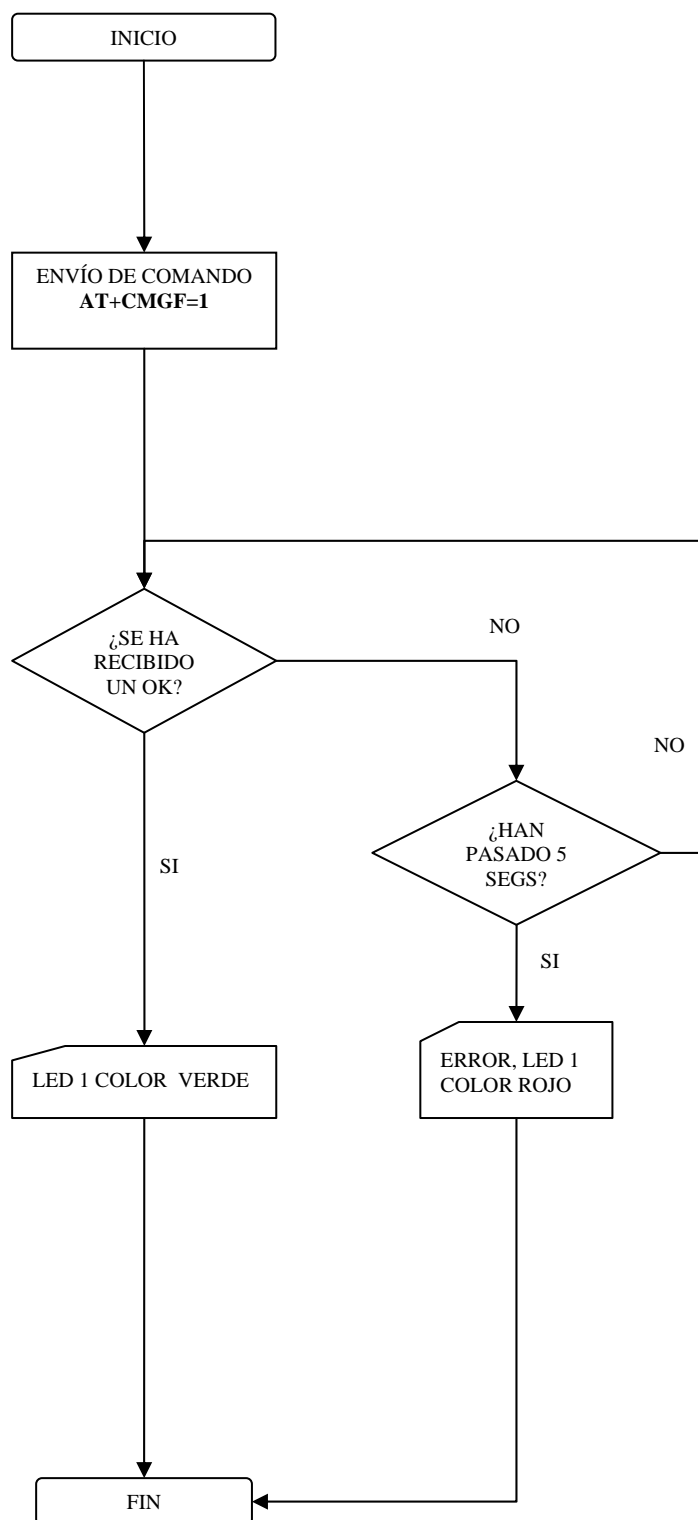 INICIO
ENVÍO DE COMANDO
AT+CMGF=1
¿SE HA
RECIBIDO
UN OK?
NO
NO
¿HAN
PASADO 5
SEGS?
SI
SI
LED 1 COLOR  VERDE
ERROR, LED 1
COLOR ROJO
FIN